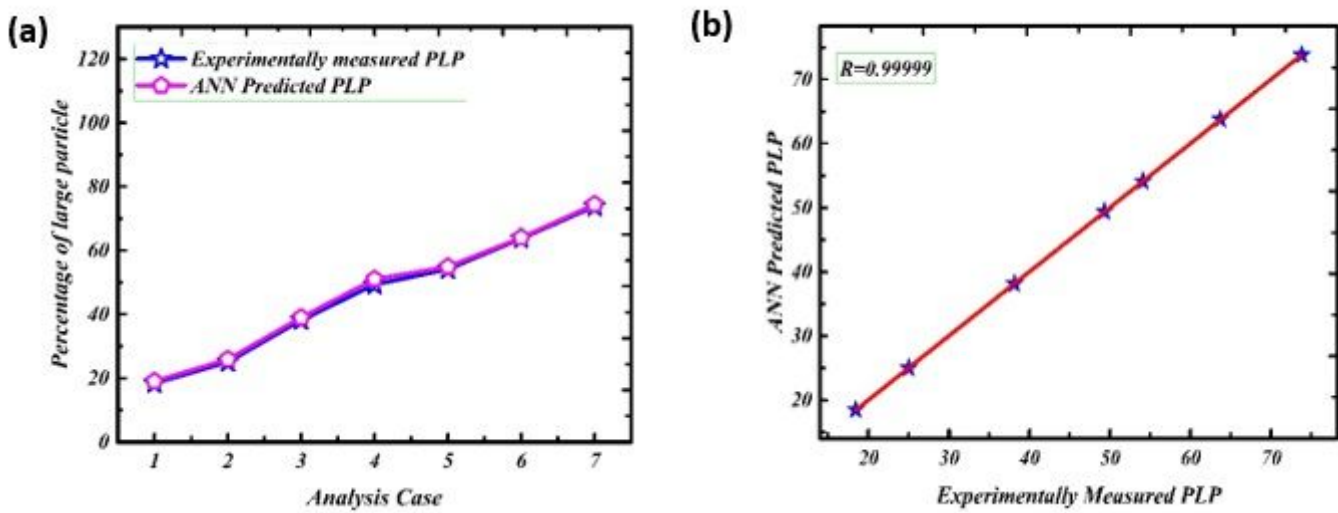 (a)
Experimentally measured PLP
ANN Predicted PLP
Percentage of large particle
120
100
80
60
40
20
0
1 2 3 4 5 6 7
Analysis Case
(b)
R=0.99999
ANN Predicted PLP
70
60
50
40
30
20
20 30 40 50 60 70
Experimentally Measured PLP